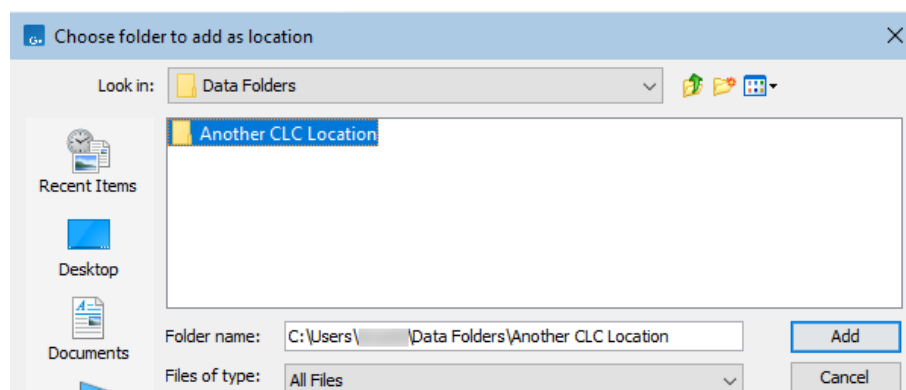 G.
Choose folder to add as location
Look in:
Data Folders
Another CLC Location
Recent Items
Desktop
Documents
Folder name:
C:\Users\ \Data Folders\Another CLC Location
Add
Files of type:
All Files
Cancel